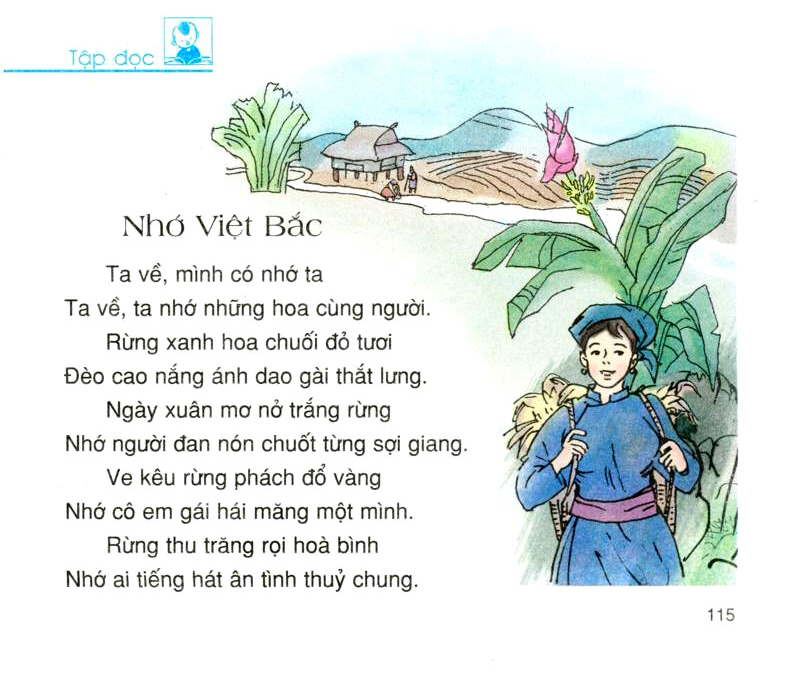 Tập đọc
Nhớ Việt Bắc
Ta về, mình có nhớ ta
Ta về, ta nhớ những hoa cùng người.
Rừng xanh hoa chuối đỏ tươi
Đèo cao nắng ánh dao gài thắt lưng.
Ngày xuân mơ nở trắng rừng
Nhớ người đan nón chuốt từng sợi giang.
Ve kêu rừng phách đổ vàng
Nhớ cô em gái hái măng một mình.
Rừng thu trăng rọi hoà bình
Nhớ ai tiếng hát ân tình thuỷ chung.
115